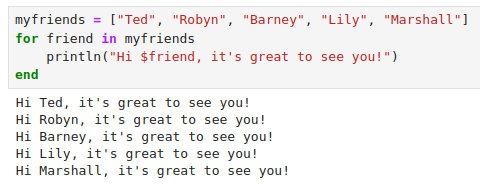 myfriends = ["Ted", "Robyn", "Barney", "Lily", "Marshall"]
for friend in myfriends
    println("Hi $friend, it's great to see you!")
end
Hi Ted, it's great to see you!
Hi Robyn, it's great to see you!
Hi Barney, it's great to see you!
Hi Lily, it's great to see you!
Hi Marshall, it's great to see you!